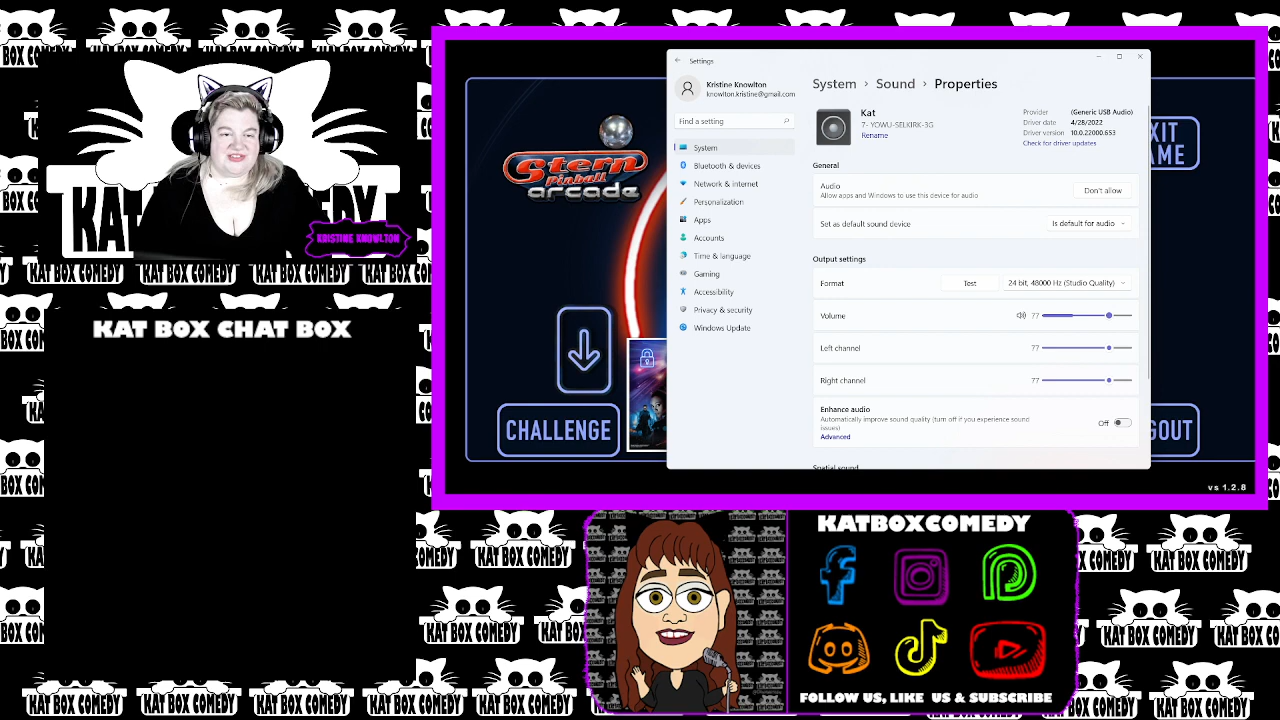 KRISTINE KNOWLTON
KAT BOX CHAT BOX
Stern
Pinball
arcade
CHALLENGE
Settings
Kristine Knowlton
knowlton.kristine@gmail.com
Find a setting
System
Bluetooth & devices
Network & internet
Personalization
Apps
Accounts
Time & language
Gaming
Accessibility
Privacy & security
Windows Update
System › Sound › Properties
Kat
7- YOWU-SELKIRK-3G
Rename
Provider (Generic USB Audio)
Driver date 4/28/2022
Driver version 10.0.22000.653
Check for driver updates
General
Audio
Allow apps and Windows to use this device for audio
Don't allow
Set as default sound device
Is default for audio
Output settings
Format
Test
24 bit, 48000 Hz (Studio Quality)
Volume
77
Left channel
77
Right channel
77
Enhance audio
Automatically improve sound quality (turn off if you experience sound
issues)
Advanced
Off
Spatial sound
vs 1.2.8
KATBOXCOMEDY
FOLLOW US, LIKE US & SUBSCRIBE
KAT BOX COMEDY